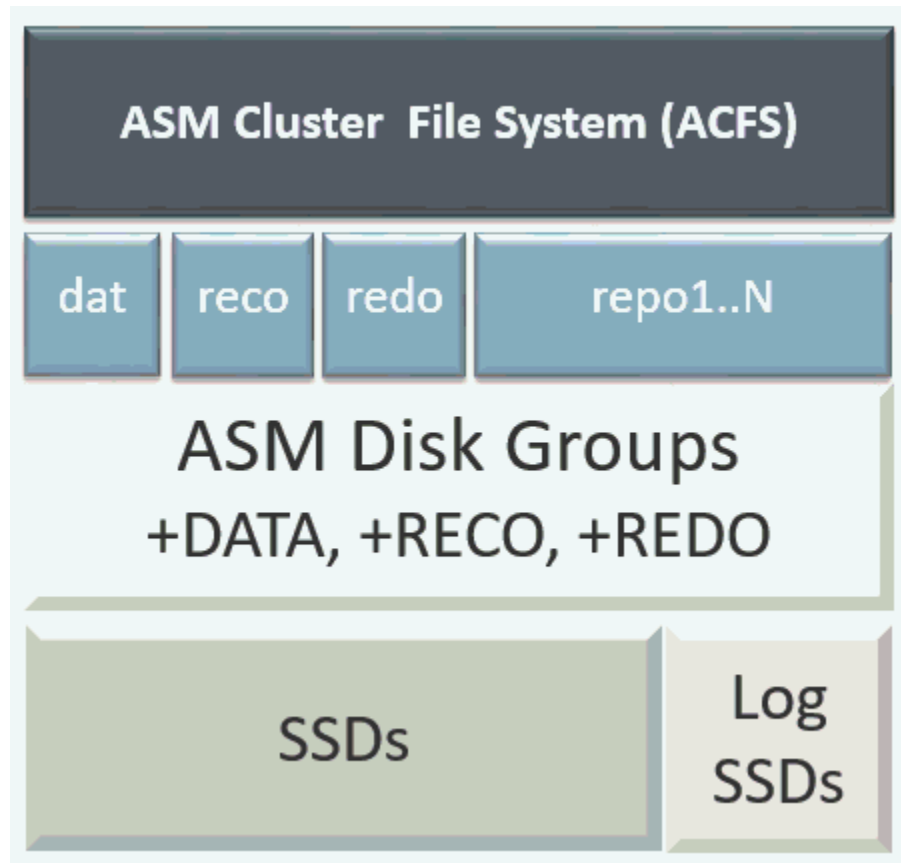 ASM Cluster File System (ACFS)
dat reco redo repo1..N
ASM Disk Groups
+DATA, +RECO, +REDO
SSDs
Log
SSDs